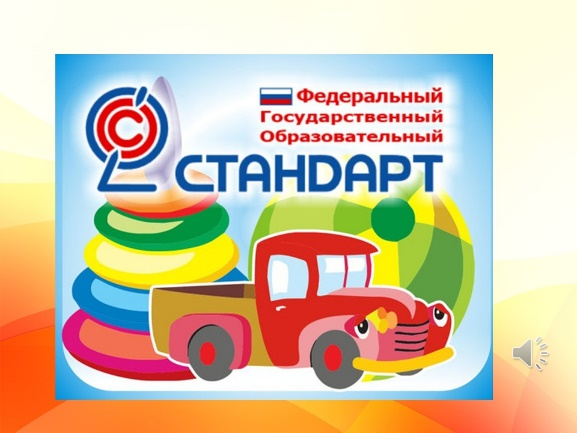 Федеральный
Государственный
Образовательный
СТАНДАРТ